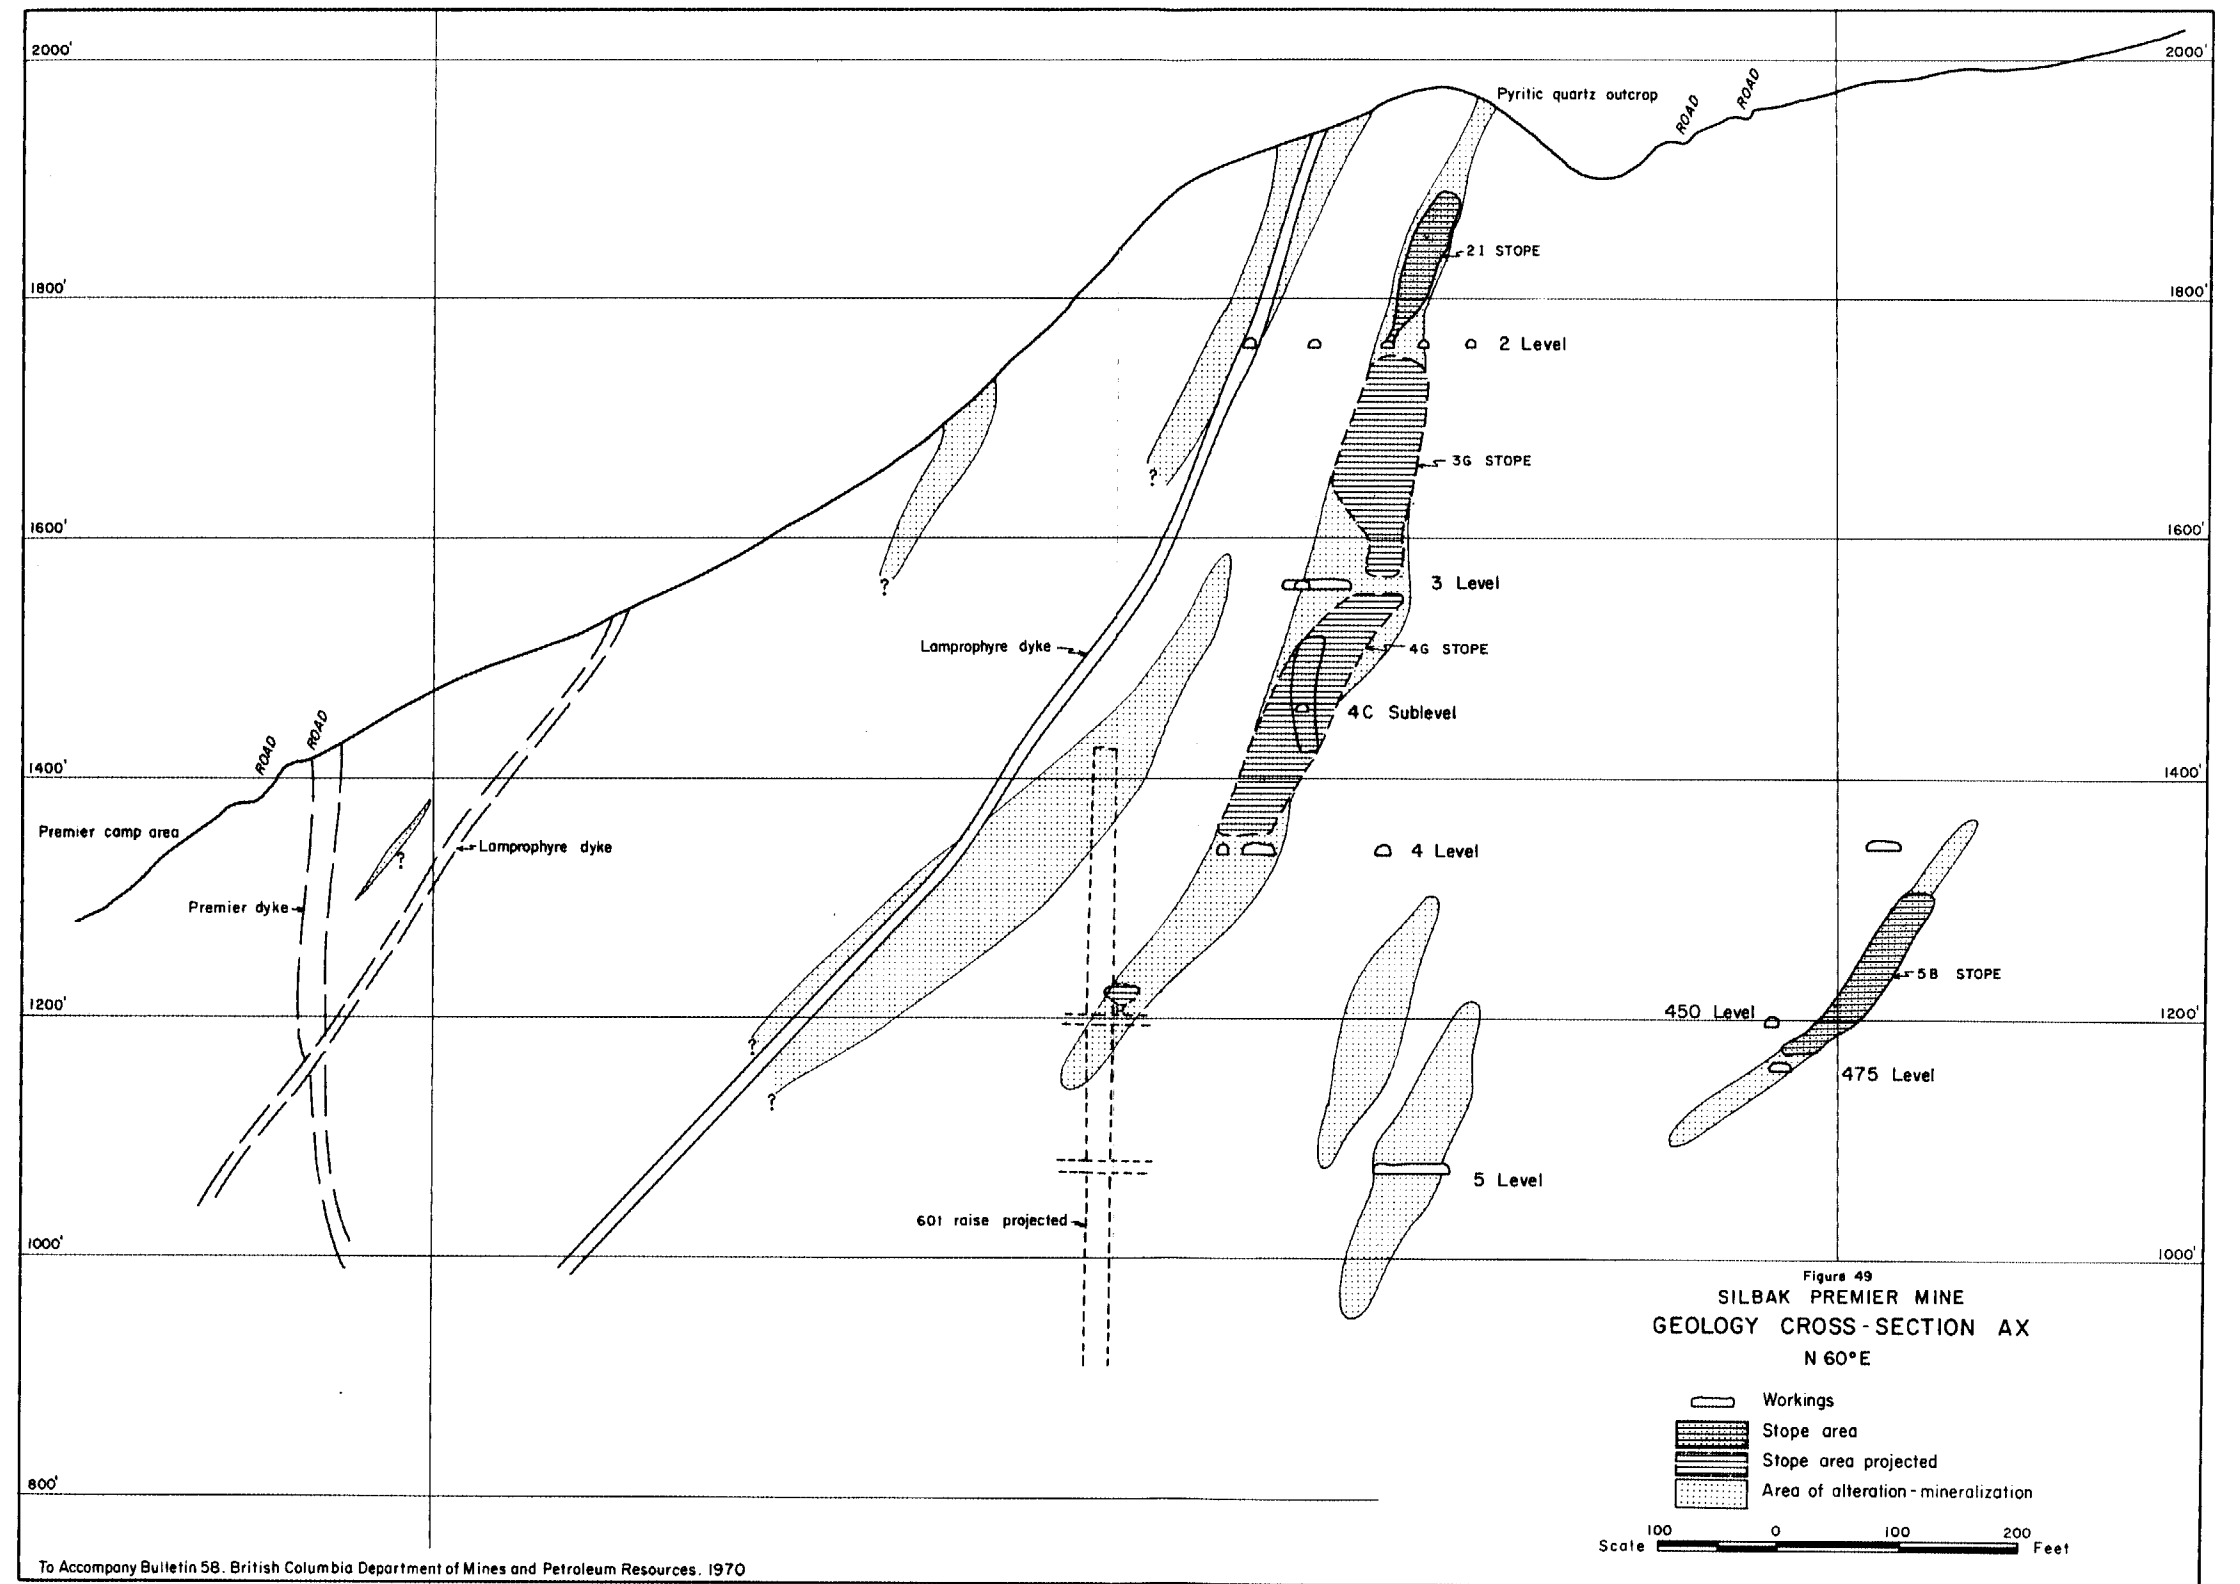 2000'
2000'
Pyritic quartz outcrop
ROAD
ROAD
21 STOPE
1800'
1800'
2 Level
3G STOPE
?
1600'
1600'
?
3 Level
Lamprophyre dyke
4G STOPE
ROAD
ROAD
4C Sublevel
1400'
1400'
Premier camp area
Lamprophyre dyke
?
4 Level
Premier dyke
5B STOPE
1200'
450 Level
1200'
?
475 Level
?
5 Level
601 raise projected
1000'
1000'
Figure 49
SILBAK PREMIER MINE
GEOLOGY CROSS-SECTION AX
N 60° E
Workings
Stope area
Stope area projected
Area of alteration-mineralization
800'
100 0 100 200
Scale Feet
To Accompany Bulletin 58. British Columbia Department of Mines and Petroleum Resources. 1970